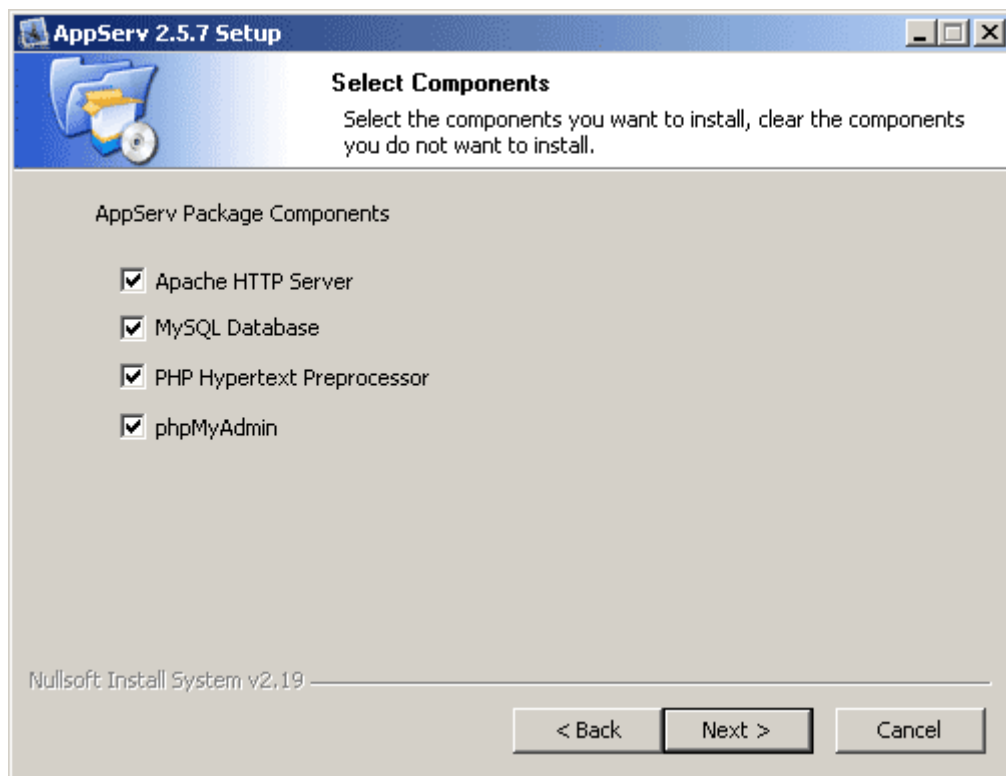 AppServ 2.5.7 Setup
Select Components
Select the components you want to install, clear the components
you do not want to install.
AppServ Package Components
Apache HTTP Server
MySQL Database
PHP Hypertext Preprocessor
phpMyAdmin
Nullsoft Install System v2.19
< Back
Next >
Cancel